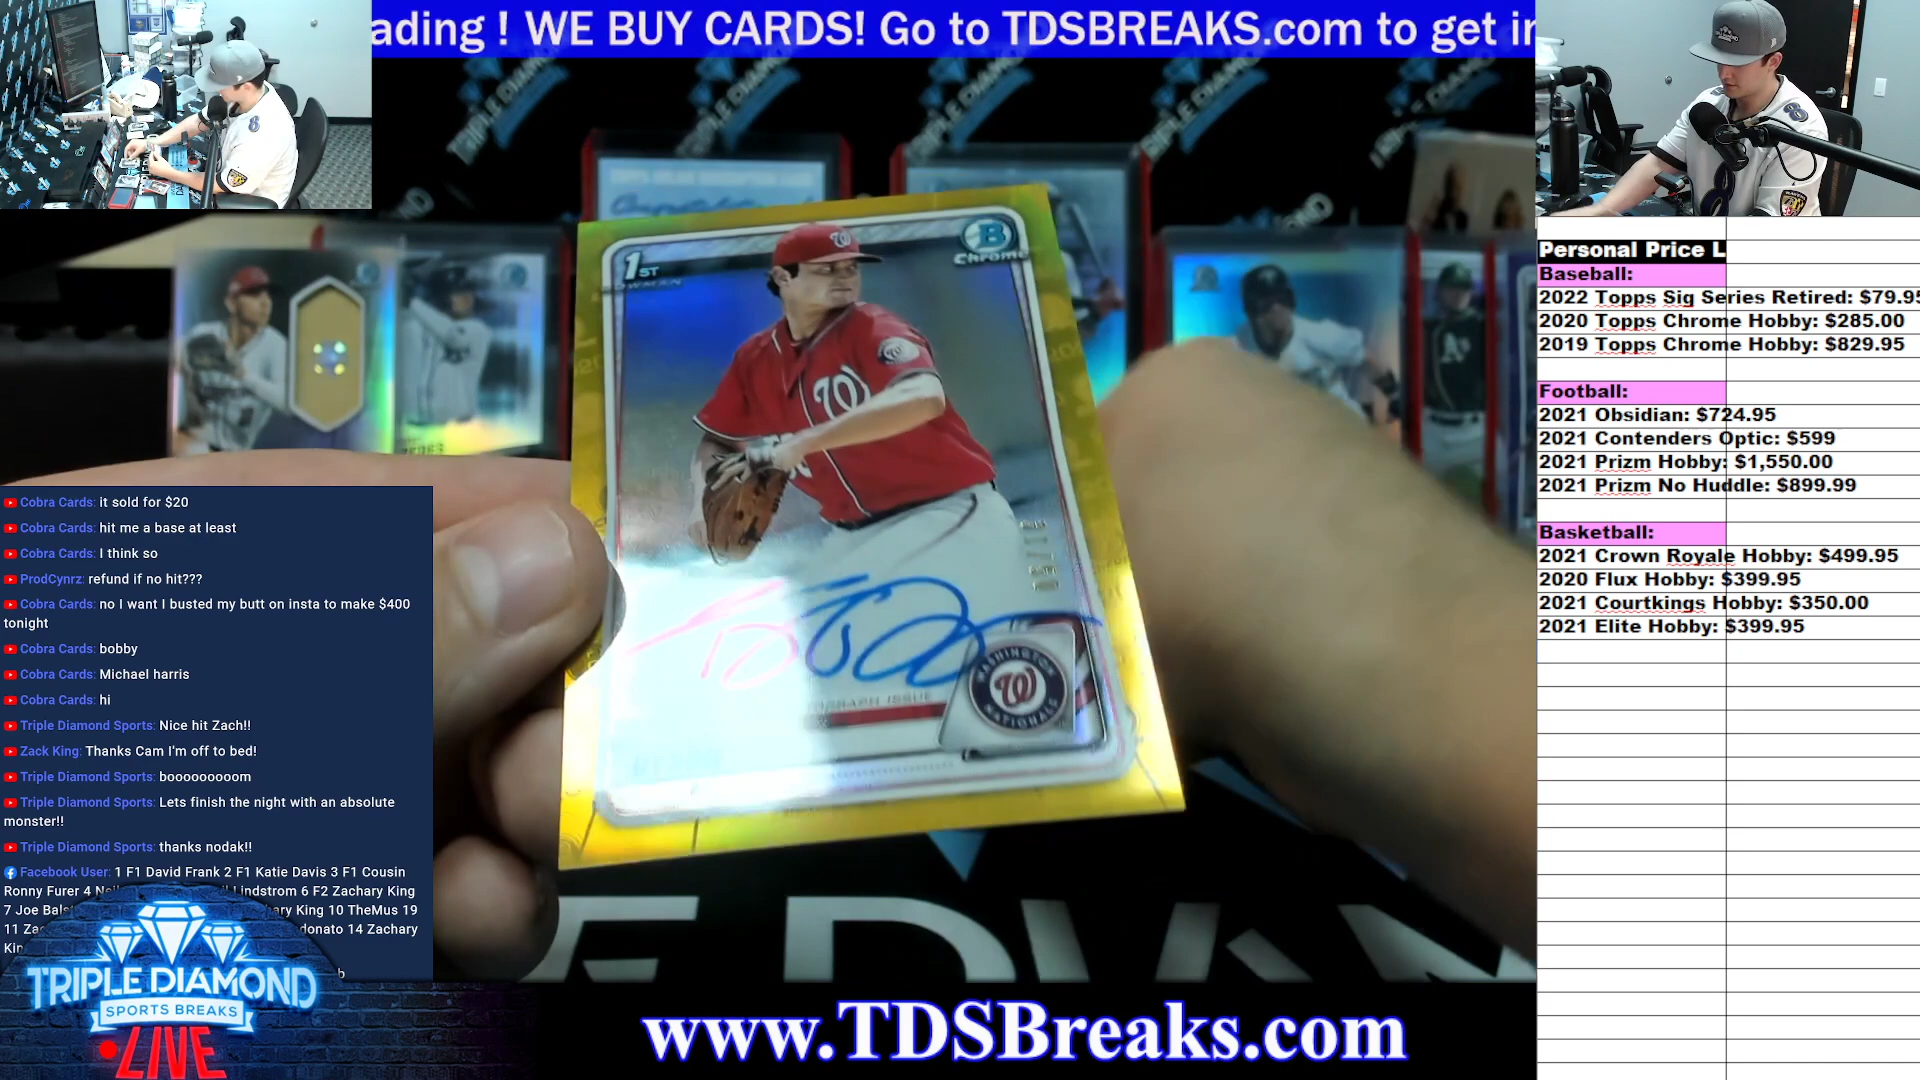 ading ! WE BUY CARDS! Go to TDSBREAKS.com to get in
TRIPLE DIAMOND
8
8
1ST
BOWMAN
B
Chrome
W
WASHINGTON
NATIONALS
Personal Price L
Baseball:
2022 Topps Sig Series Retired: $79.95
2020 Topps Chrome Hobby: $285.00
2019 Topps Chrome Hobby: $829.95
Football:
2021 Obsidian: $724.95
2021 Contenders Optic: $599
2021 Prizm Hobby: $1,550.00
2021 Prizm No Huddle: $899.99
Basketball:
2021 Crown Royale Hobby: $499.95
2020 Flux Hobby: $399.95
2021 Courtkings Hobby: $350.00
2021 Elite Hobby: $399.95
Cobra Cards: it sold for $20
Cobra Cards: hit me a base at least
Cobra Cards: I think so
ProdCynrz: refund if no hit???
Cobra Cards: no I want I busted my butt on insta to make $400
tonight
Cobra Cards: bobby
Cobra Cards: Michael harris
Cobra Cards: hi
Triple Diamond Sports: Nice hit Zach!!
Zack King: Thanks Cam I'm off to bed!
Triple Diamond Sports: booooooooom
Triple Diamond Sports: Lets finish the night with an absolute
monster!!
Triple Diamond Sports: thanks nodak!!
Facebook User: 1 F1 David Frank 2 F1 Katie Davis 3 F1 Cousin
Ronny Furer 4 Lindstrom 6 F2 Zachary King
7 Joe King 10 TheMus 19
11 14 Zachary
TRIPLE DIAMOND
SPORTS BREAKS
LIVE
www.TDSBreaks.com